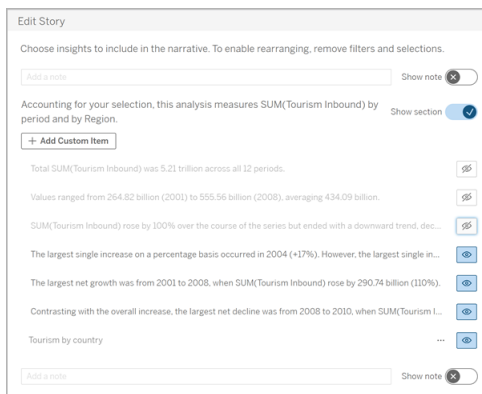 Edit Story
Choose insights to include in the narrative. To enable rearranging, remove filters and selections.
Add a note
Show note
Accounting for your selection, this analysis measures SUM(Tourism Inbound) by
period and by Region.
Show section
+ Add Custom Item
Total SUM(Tourism Inbound) was 5.21 trillion across all 12 periods.
Values ranged from 264.82 billion (2001) to 555.56 billion (2008), averaging 434.09 billion.
SUM(Tourism Inbound) rose by 100% over the course of the series but ended with a downward trend, dec...
The largest single increase on a percentage basis occurred in 2004 (+17%). However, the largest single in...
The largest net growth was from 2001 to 2008, when SUM(Tourism Inbound) rose by 290.74 billion (110%).
Contrasting with the overall increase, the largest net decline was from 2008 to 2010, when SUM(Tourism I...
Tourism by country
...
Add a note
Show note